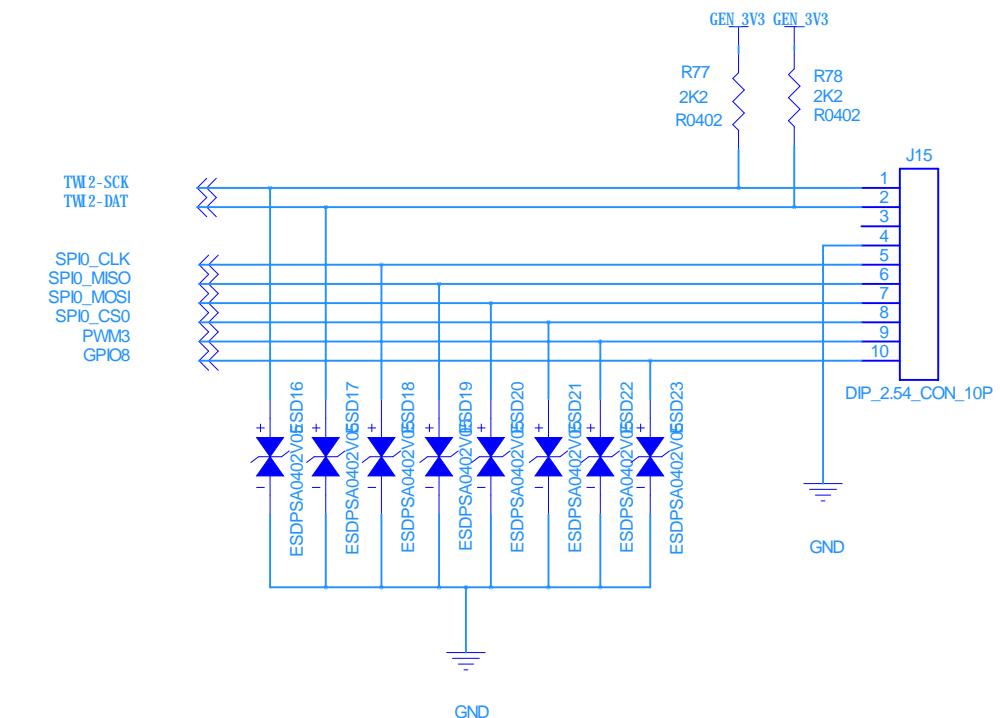 GEN_3V3 GEN_3V3
R77
2K2
R0402
R78
2K2
R0402
J15
TWI2-SCK
TWI2-DAT
SPI0_CLK
SPI0_MISO
SPI0_MOSI
SPI0_CS0
PWM3
GPIO8
1
2
3
4
5
6
7
8
9
10
DIP_2.54_CON_10P
+ + + + + + + +
- - - - - - - -
ESD16
ESDPSA0402V05
ESD17
ESDPSA0402V05
ESD18
ESDPSA0402V05
ESD19
ESDPSA0402V05
ESD20
ESDPSA0402V05
ESD21
ESDPSA0402V05
ESD22
ESDPSA0402V05
ESD23
ESDPSA0402V05
GND
GND